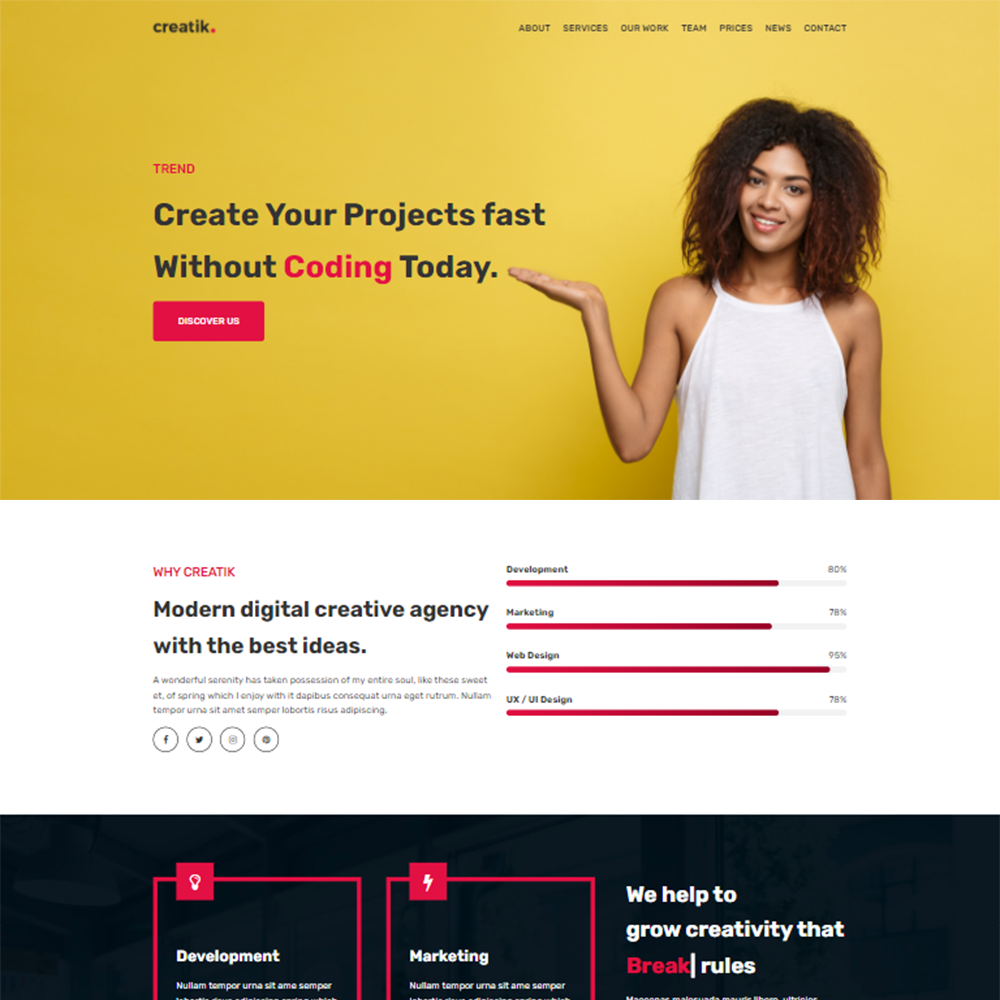 creatik.
ABOUT SERVICES OUR WORK TEAM PRICES NEWS CONTACT
TREND
Create Your Projects fast
Without Coding Today.
DISCOVER US
WHY CREATIK
Modern digital creative agency
with the best ideas.
A wonderful serenity has taken possession of my entire soul, like these sweet
et, of spring which I enjoy with it dapibus consequat urna eget rutrum. Nullam
tempor urna sit amet semper lobortis risus adipiscing.
Development 80%
Marketing 78%
Web Design 95%
UX / UI Design 78%
Development
Nullam tempor urna sit ame semper
Marketing
Nullam tempor urna sit ame semper
We help to
grow creativity that
Break| rules